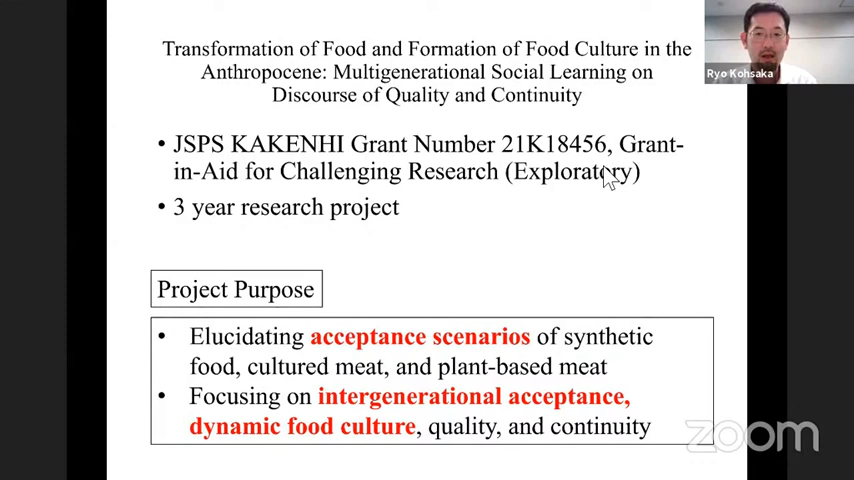 Transformation of Food and Formation of Food Culture in the
Anthropocene: Multigenerational Social Learning on
Discourse of Quality and Continuity
Ryo Kohsaka
• JSPS KAKENHI Grant Number 21K18456, Grant-
in-Aid for Challenging Research (Exploratory)
• 3 year research project
Project Purpose
• Elucidating acceptance scenarios of synthetic
food, cultured meat, and plant-based meat
• Focusing on intergenerational acceptance,
dynamic food culture, quality, and continuity
zoom